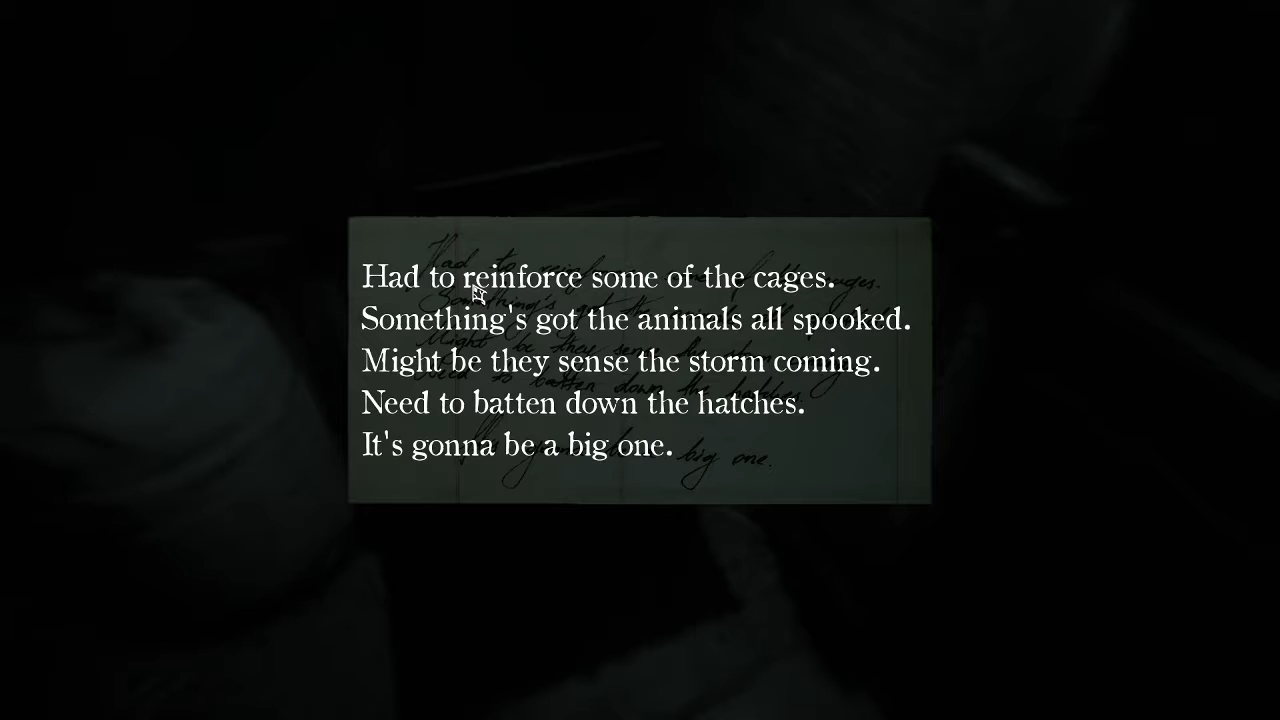 Had to reinforce some of the cages.
Something's got the animals all spooked.
Might be they sense the storm coming.
Need to batten down the hatches.
It's gonna be a big one.